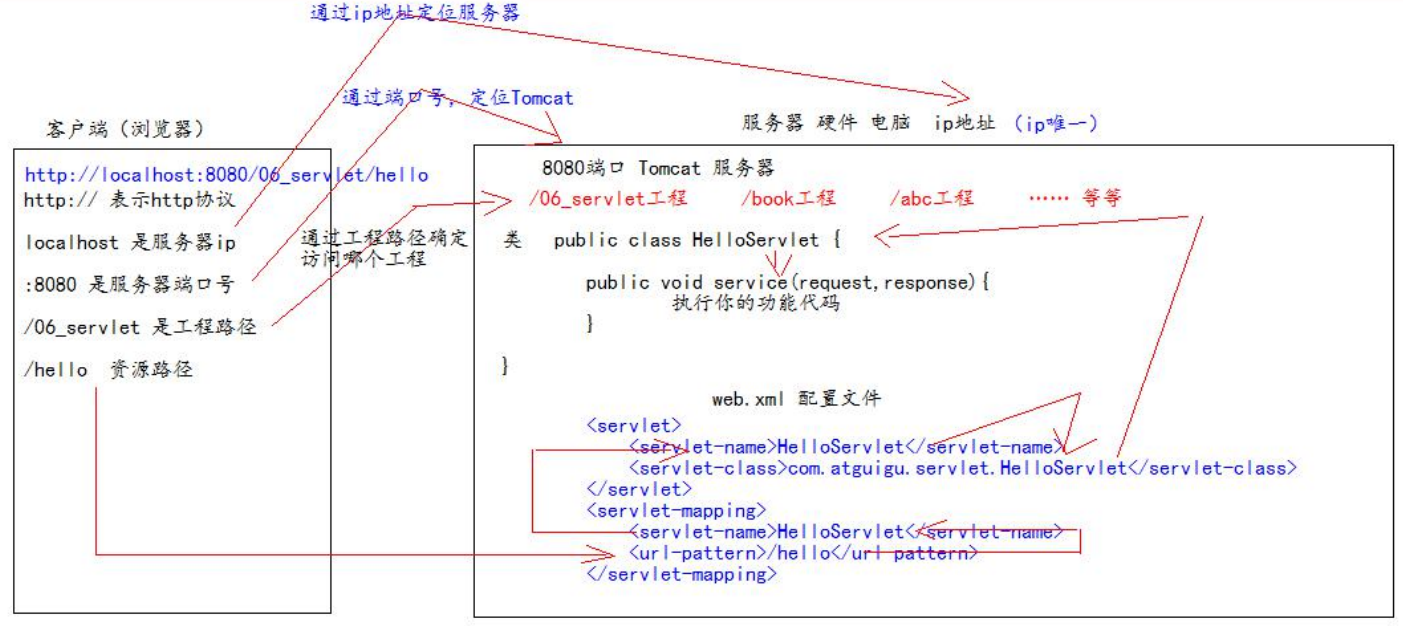 通过ip地址定位服务器
通过端口号，定位Tomcat
客户端（浏览器）
服务器 硬件 电脑 ip地址 （ip唯一）
http://localhost:8080/06_servlet/hello
http:// 表示http协议
localhost 是服务器ip
:8080 是服务器端口号
/06_servlet 是工程路径
/hello 资源路径
通过工程路径确定
访问哪个工程
8080端口 Tomcat 服务器
/06_servlet工程 /book工程 /abc工程 …… 等等
类 public class HelloServlet {
public void service(request,response){
执行你的功能代码
}
}
web.xml 配置文件
<servlet>
<servlet-name>HelloServlet</servlet-name>
<servlet-class>com.atguigu.servlet.HelloServlet</servlet-class>
</servlet>
<servlet-mapping>
<servlet-name>HelloServlet</servlet-name>
<url-pattern>/hello</url-pattern>
</servlet-mapping>